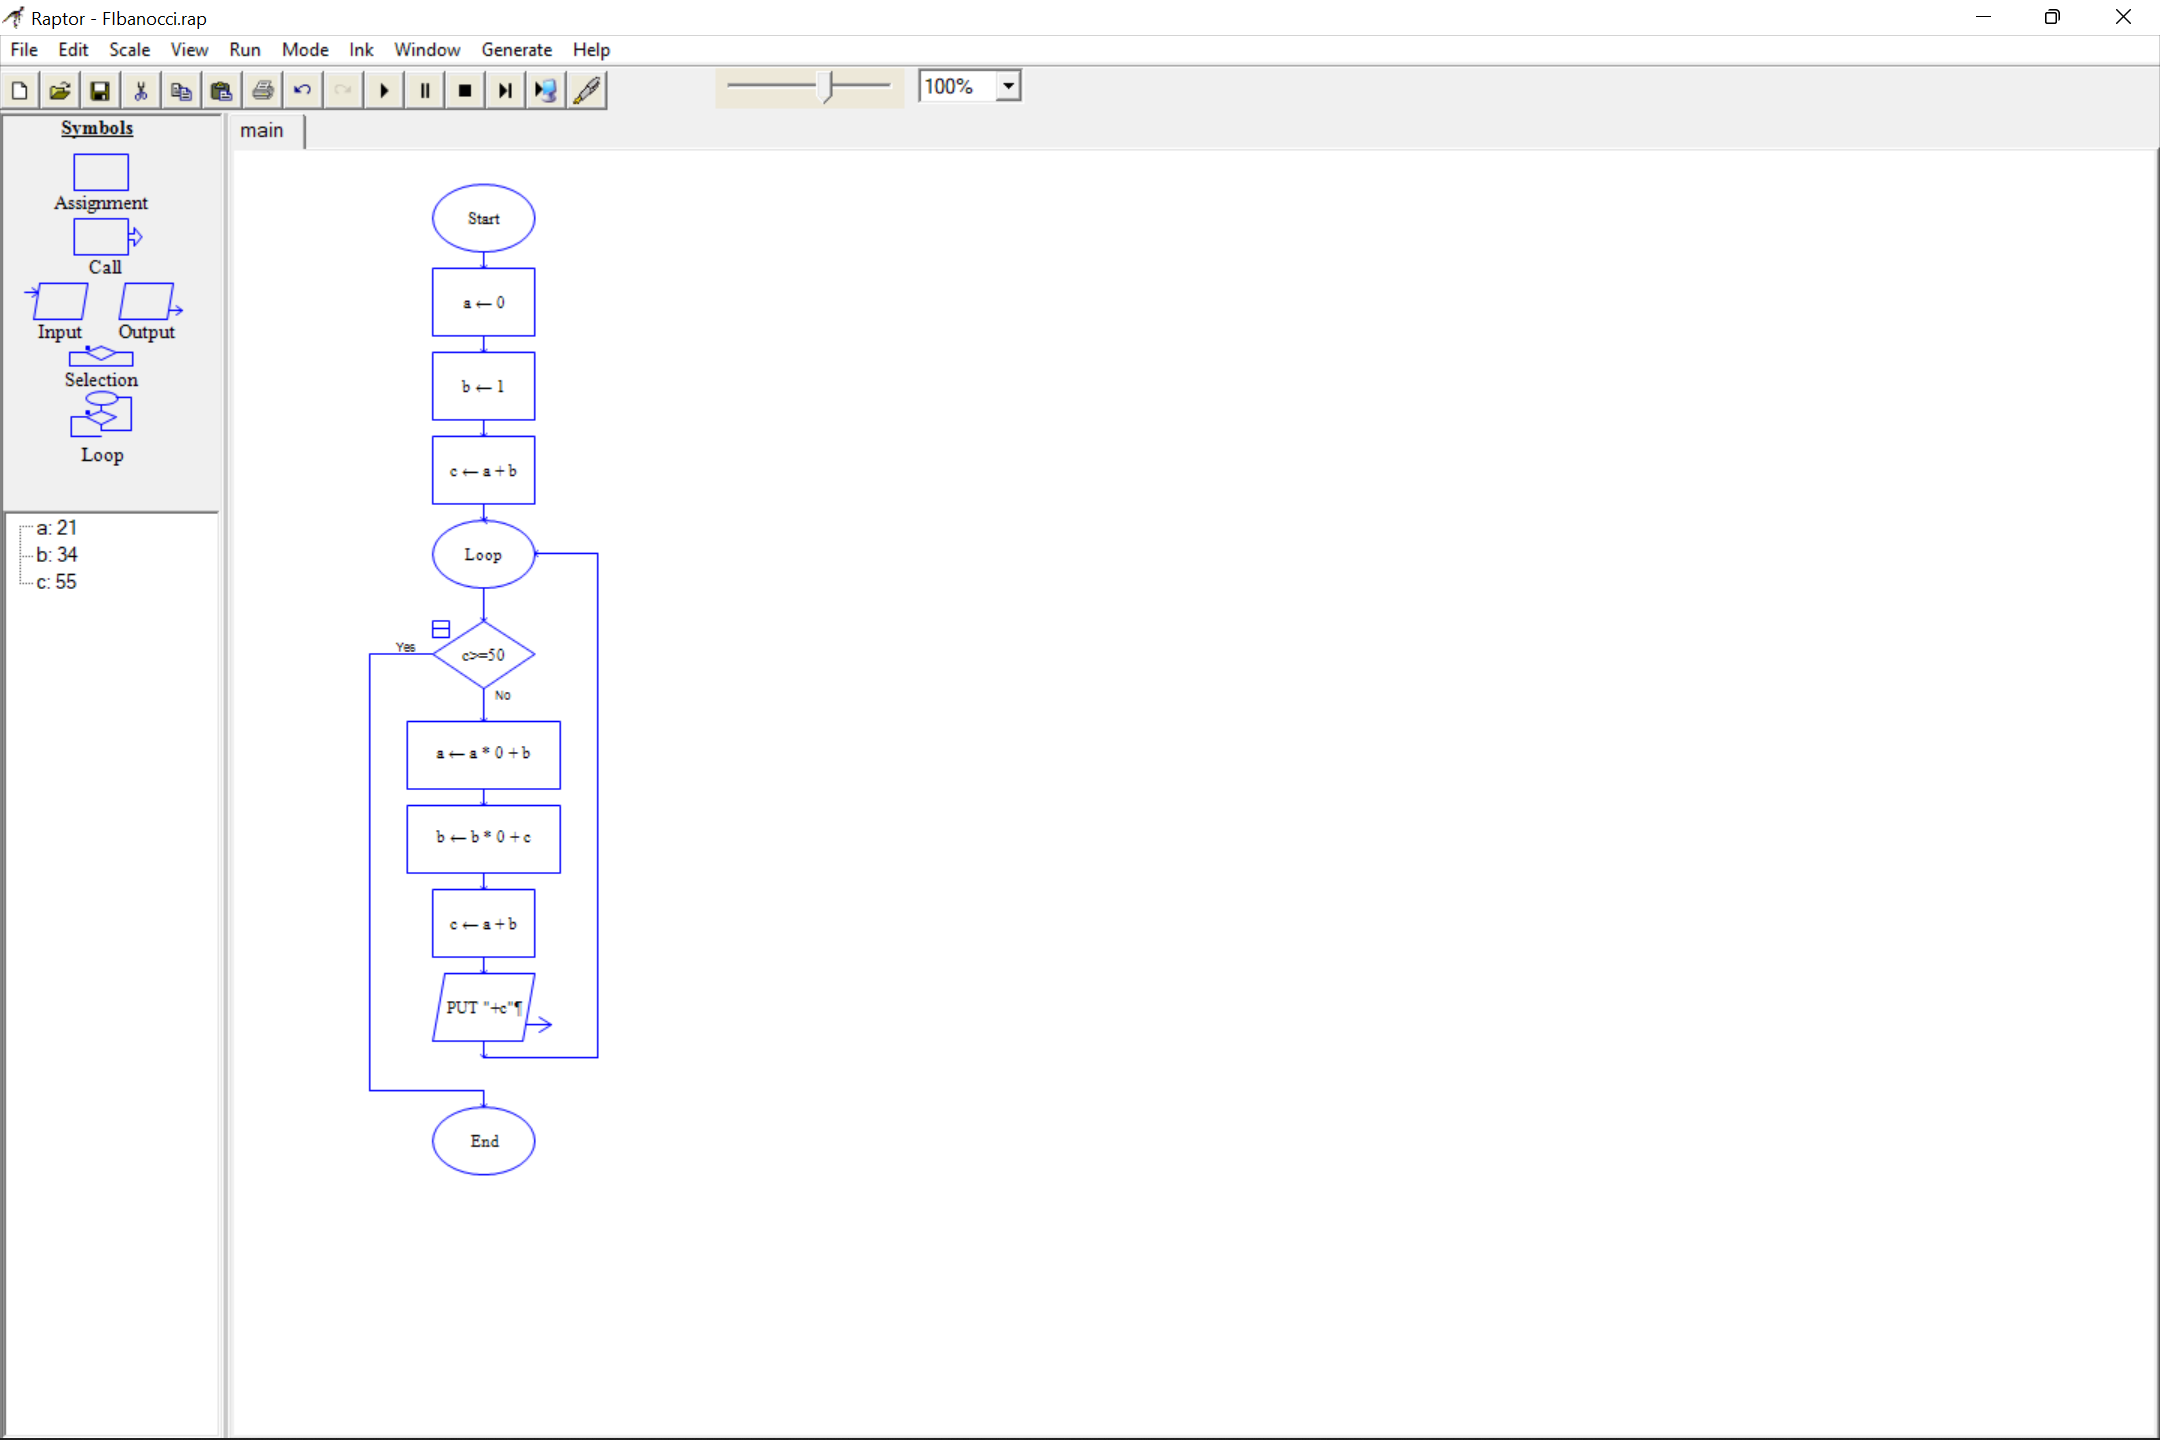 Raptor - FIbanocci.rap
File Edit Scale View Run Mode Ink Window Generate Help
100%
Symbols
Assignment
Call
Input Output
Selection
Loop
a: 21
b: 34
c: 55
main
Start
a ← 0
b ← 1
c ← a + b
Loop
Yes
c>=50
No
a ← a * 0 + b
b ← b * 0 + c
c ← a + b
PUT "+c"¶
End